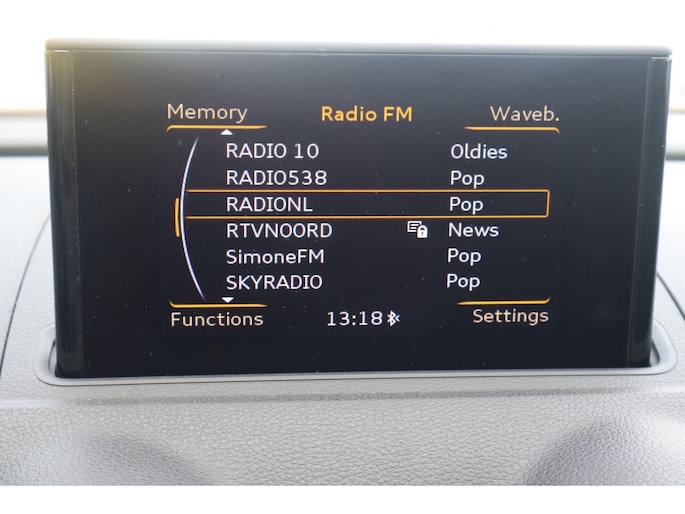 Memory Radio FM Waveb.
RADIO 10 Oldies
RADIO538 Pop
RADIONL Pop
RTVNOORD News
SimoneFM Pop
SKYRADIO Pop
Functions 13:18 Settings